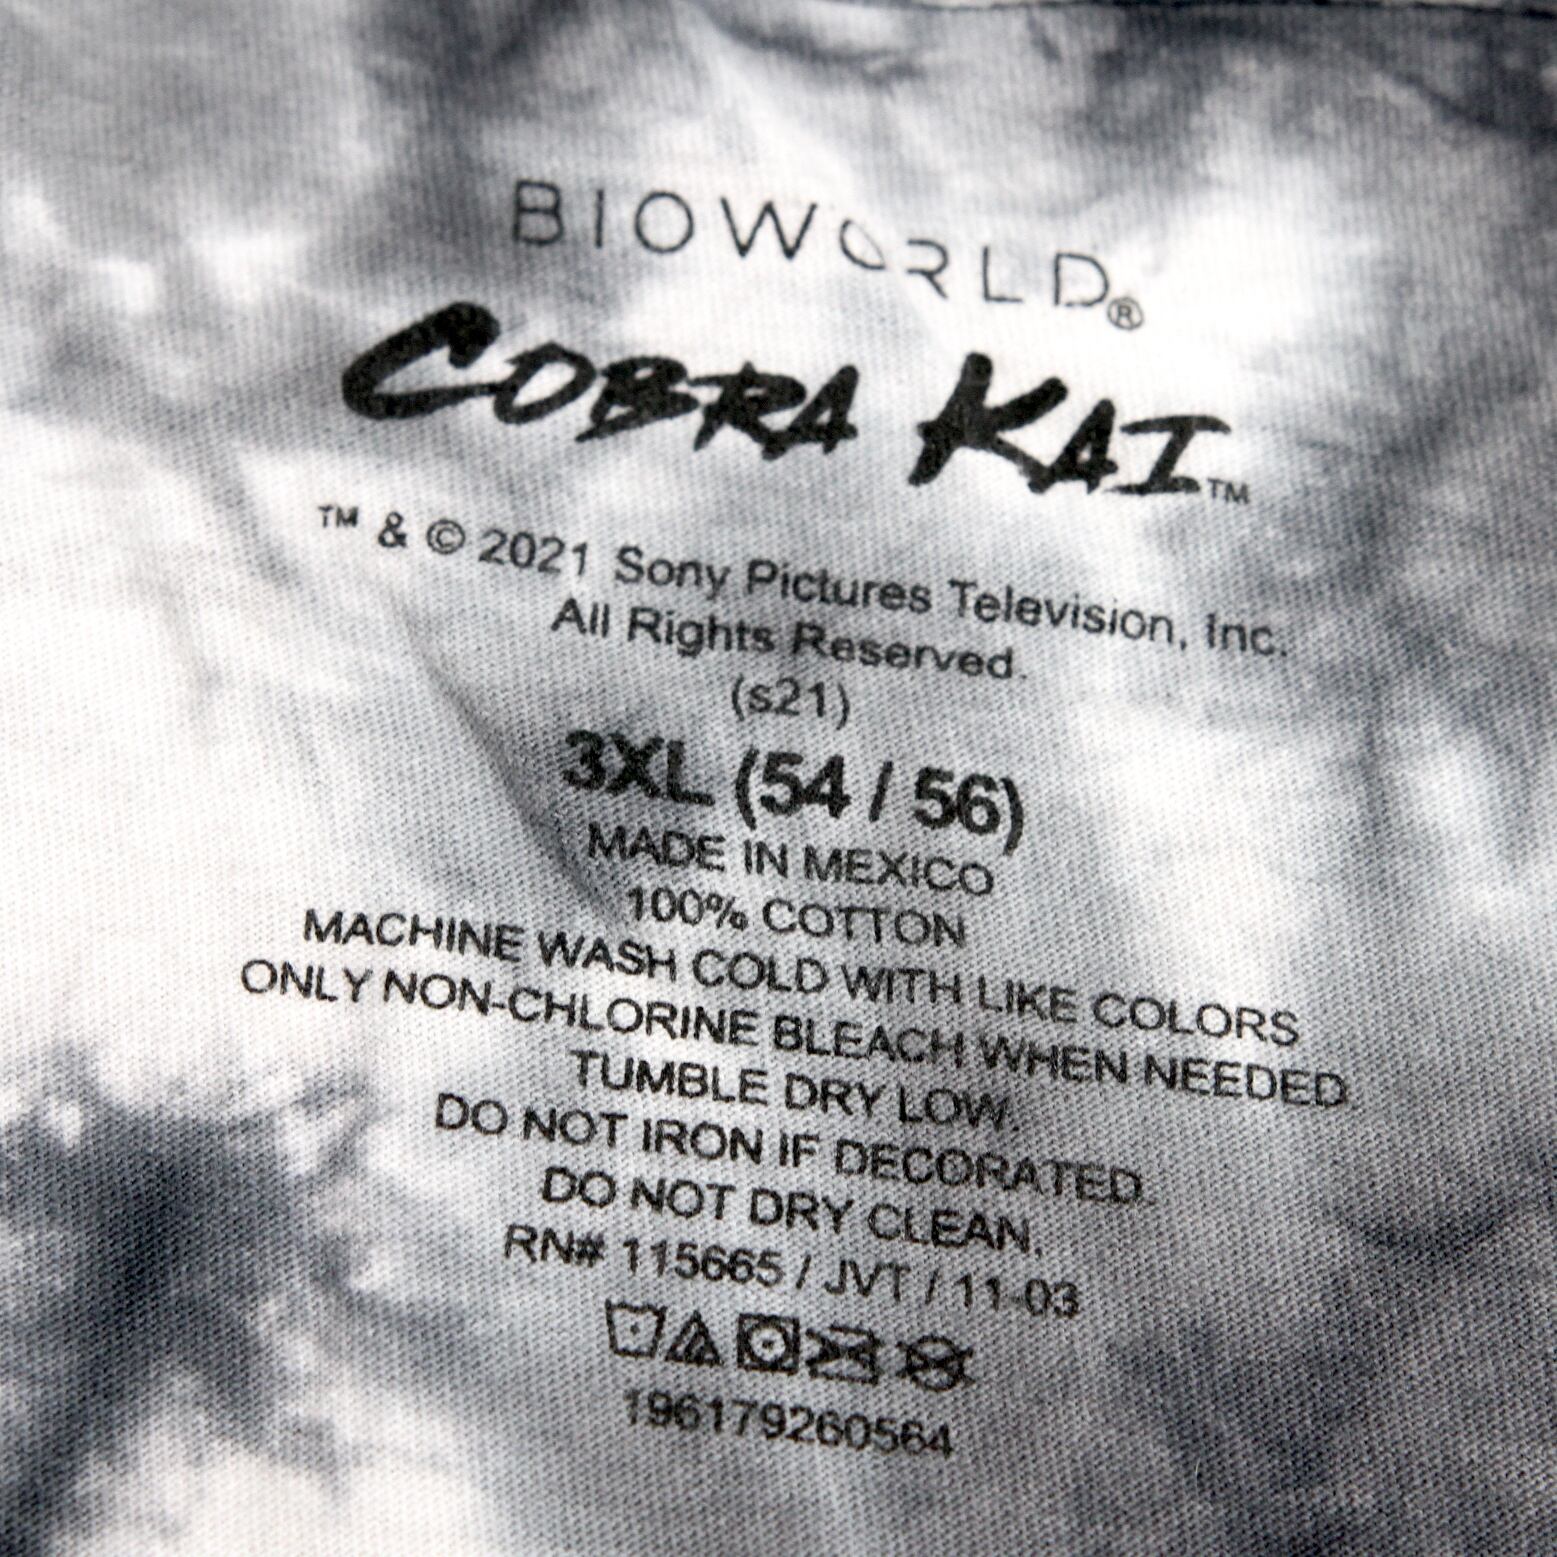 BIOWORLD®
COBRA KAI™
™ & © 2021 Sony Pictures Television, Inc.
All Rights Reserved.
(s21)
3XL (54 / 56)
MADE IN MEXICO
100% COTTON
MACHINE WASH COLD WITH LIKE COLORS
ONLY NON-CHLORINE BLEACH WHEN NEEDED.
TUMBLE DRY LOW.
DO NOT IRON IF DECORATED.
DO NOT DRY CLEAN.
RN# 115665 / JVT / 11-03
196179260564